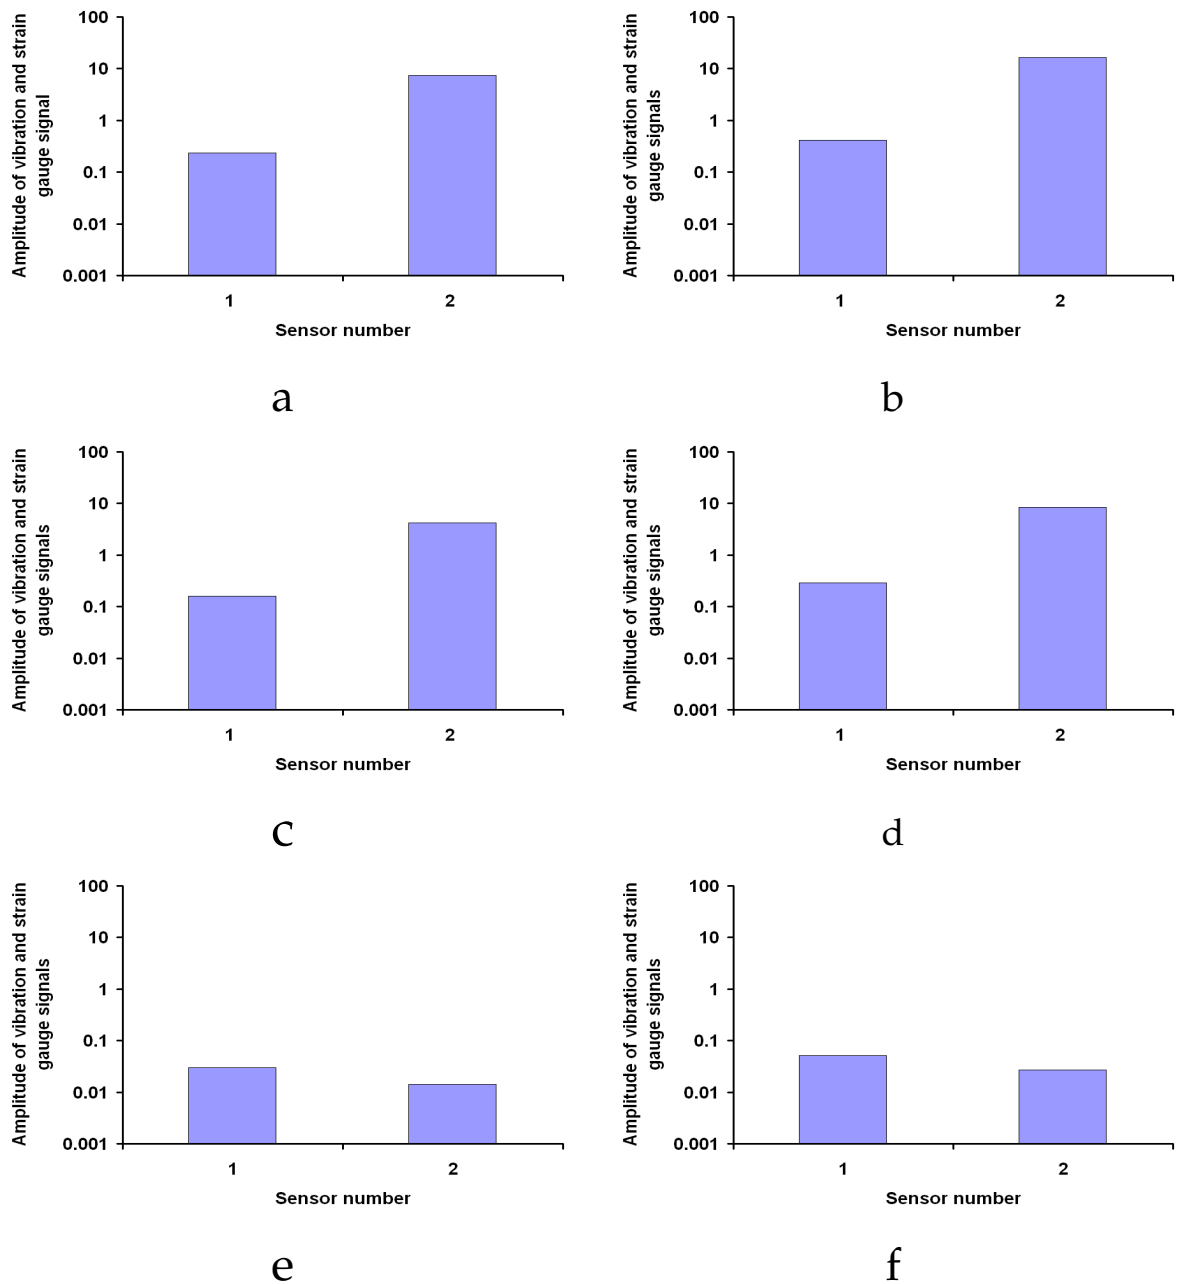 Amplitude of vibration and strain
gauge signal
100
10
1
0.1
0.01
0.001
1 2
Sensor number
a
Amplitude of vibration and strain
gauge signals
100
10
1
0.1
0.01
0.001
1 2
Sensor number
b
Amplitude of vibration and strain
gauge signals
100
10
1
0.1
0.01
0.001
1 2
Sensor number
c
Amplitude of vibration and strain
gauge signals
100
10
1
0.1
0.01
0.001
1 2
Sensor number
d
Amplitude of vibration and strain
gauge signals
100
10
1
0.1
0.01
0.001
1 2
Sensor number
e
Amplitude of vibration and strain
gauge signals
100
10
1
0.1
0.01
0.001
1 2
Sensor number
f